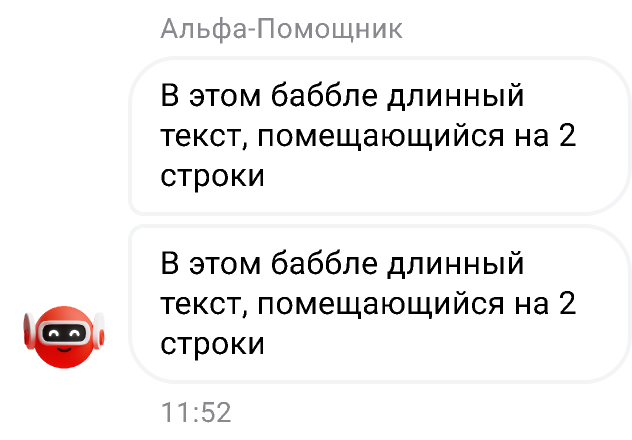 Альфа-Помощник
В этом баббле длинный
текст, помещающийся на 2
строки
В этом баббле длинный
текст, помещающийся на 2
строки
11:52